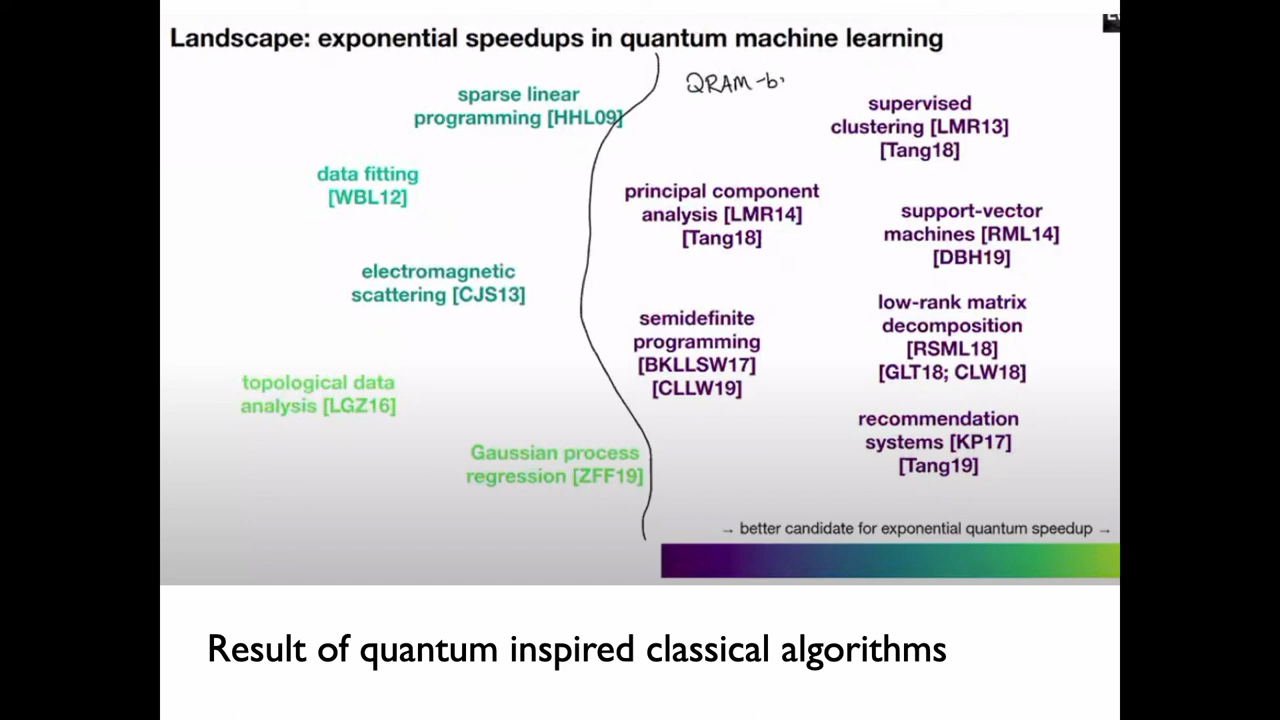 Landscape: exponential speedups in quantum machine learning
QRAM-b
sparse linear
programming [HHL09]
supervised
clustering [LMR13]
[Tang18]
data fitting
[WBL12]
principal component
analysis [LMR14]
[Tang18]
support-vector
machines [RML14]
[DBH19]
electromagnetic
scattering [CJS13]
semidefinite
programming
[BKLLSW17]
[CLLW19]
low-rank matrix
decomposition
[RSML18]
[GLT18; CLW18]
topological data
analysis [LGZ16]
recommendation
systems [KP17]
[Tang19]
Gaussian process
regression [ZFF19]
→ better candidate for exponential quantum speedup →
Result of quantum inspired classical algorithms